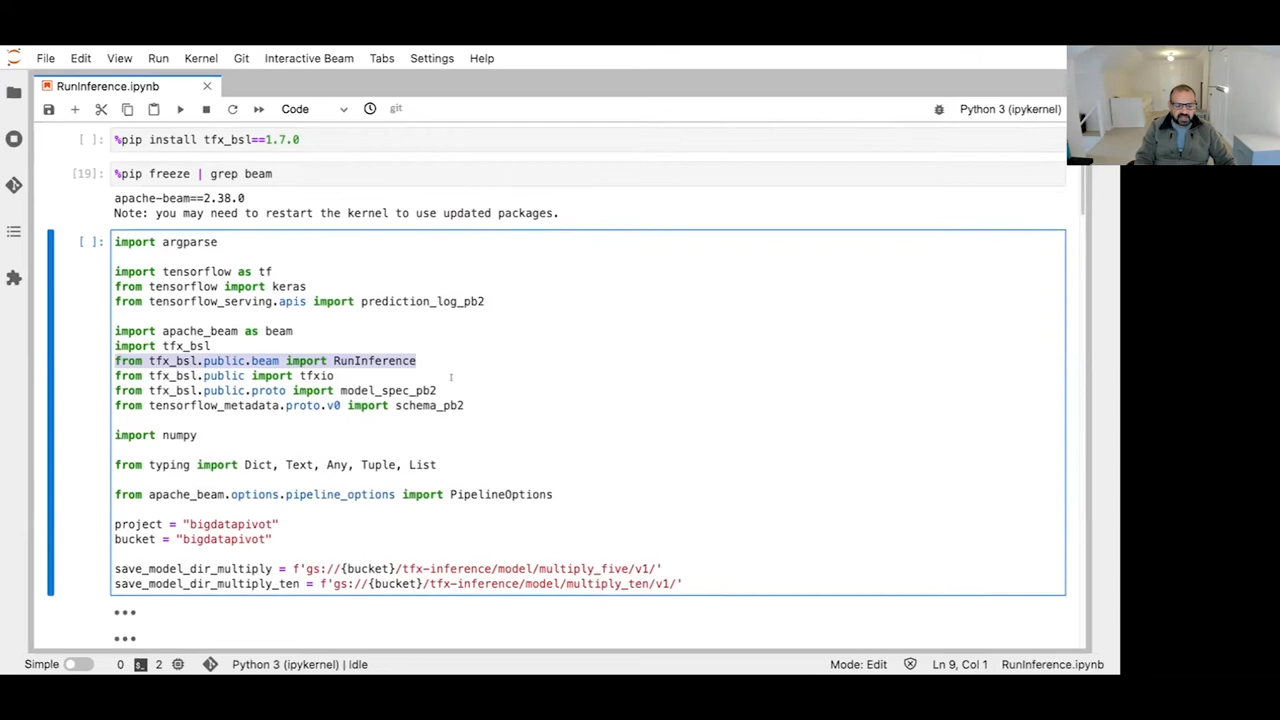 File Edit View Run Kernel Git Interactive Beam Tabs Settings Help
RunInference.ipynb
Code git Python 3 (ipykernel)
[ ]: %pip install tfx_bsl==1.7.0
[19]: %pip freeze | grep beam
apache-beam==2.38.0
Note: you may need to restart the kernel to use updated packages.
[ ]: import argparse
import tensorflow as tf
from tensorflow import keras
from tensorflow_serving.apis import prediction_log_pb2
import apache_beam as beam
import tfx_bsl
from tfx_bsl.public.beam import RunInference
from tfx_bsl.public import tfxio
from tfx_bsl.public.proto import model_spec_pb2
from tensorflow_metadata.proto.v0 import schema_pb2
import numpy
from typing import Dict, Text, Any, Tuple, List
from apache_beam.options.pipeline_options import PipelineOptions
project = "bigdatapivot"
bucket = "bigdatapivot"
save_model_dir_multiply = f'gs://{bucket}/tfx-inference/model/multiply_five/v1/'
save_model_dir_multiply_ten = f'gs://{bucket}/tfx-inference/model/multiply_ten/v1/'
Simple 0 2 Python 3 (ipykernel) | Idle Mode: Edit Ln 9, Col 1 RunInference.ipynb